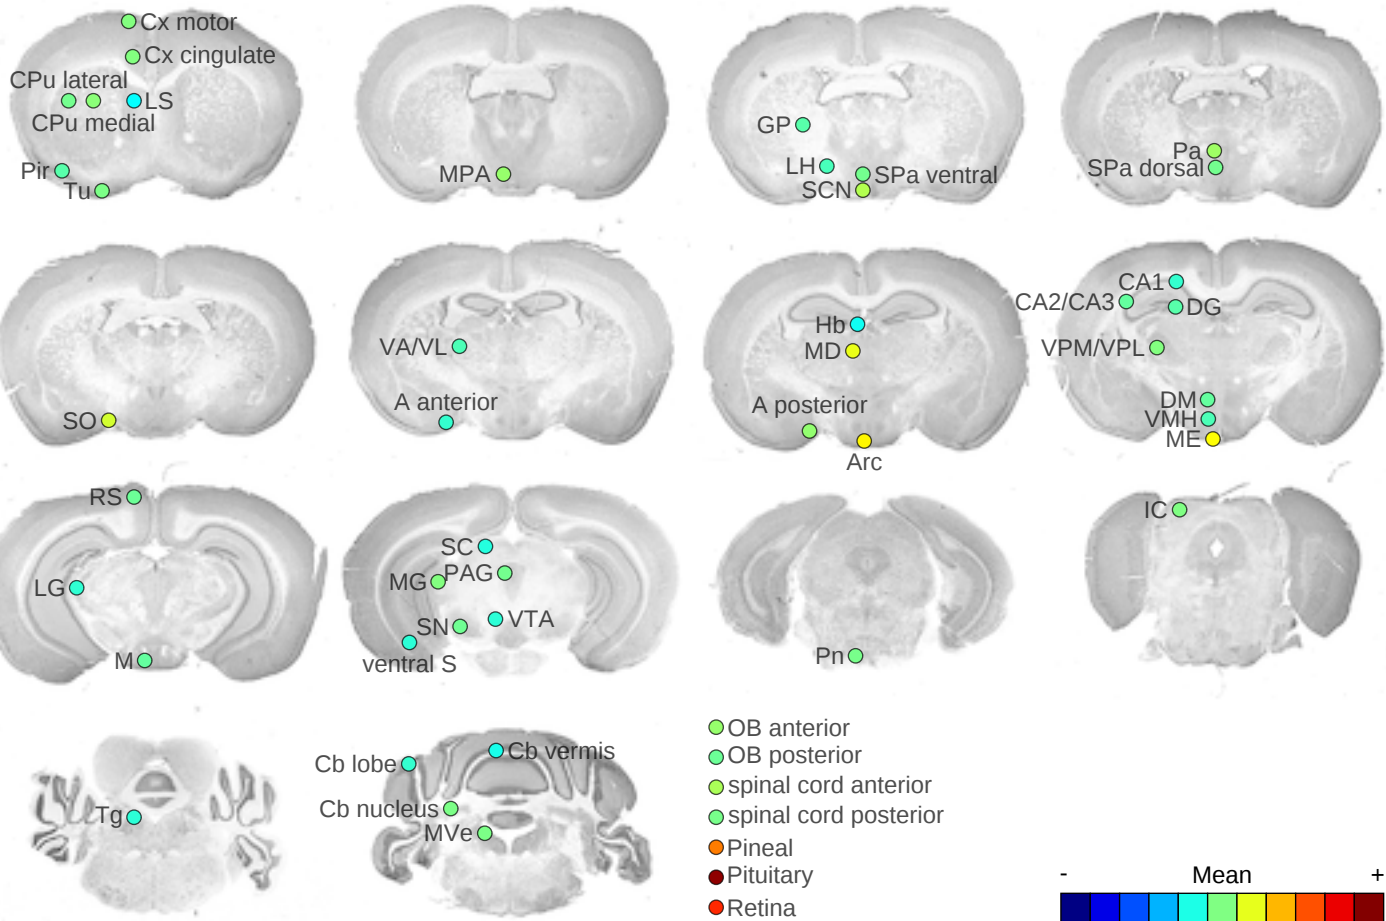 Cx motor
Cx cingulate
CPu lateral
LS
CPu medial
Pir
Tu
MPA
GP
LH
SPa ventral
SCN
Pa
SPa dorsal
SO
VA/VL
A anterior
Hb
MD
A posterior
Arc
CA1
CA2/CA3
DG
VPM/VPL
DM
VMH
ME
RS
LG
M
SC
MG
PAG
SN
VTA
ventral S
Pn
IC
Tg
Cb lobe
Cb vermis
Cb nucleus
MVe
OB anterior
OB posterior
spinal cord anterior
spinal cord posterior
Pineal
Pituitary
Retina
- Mean +